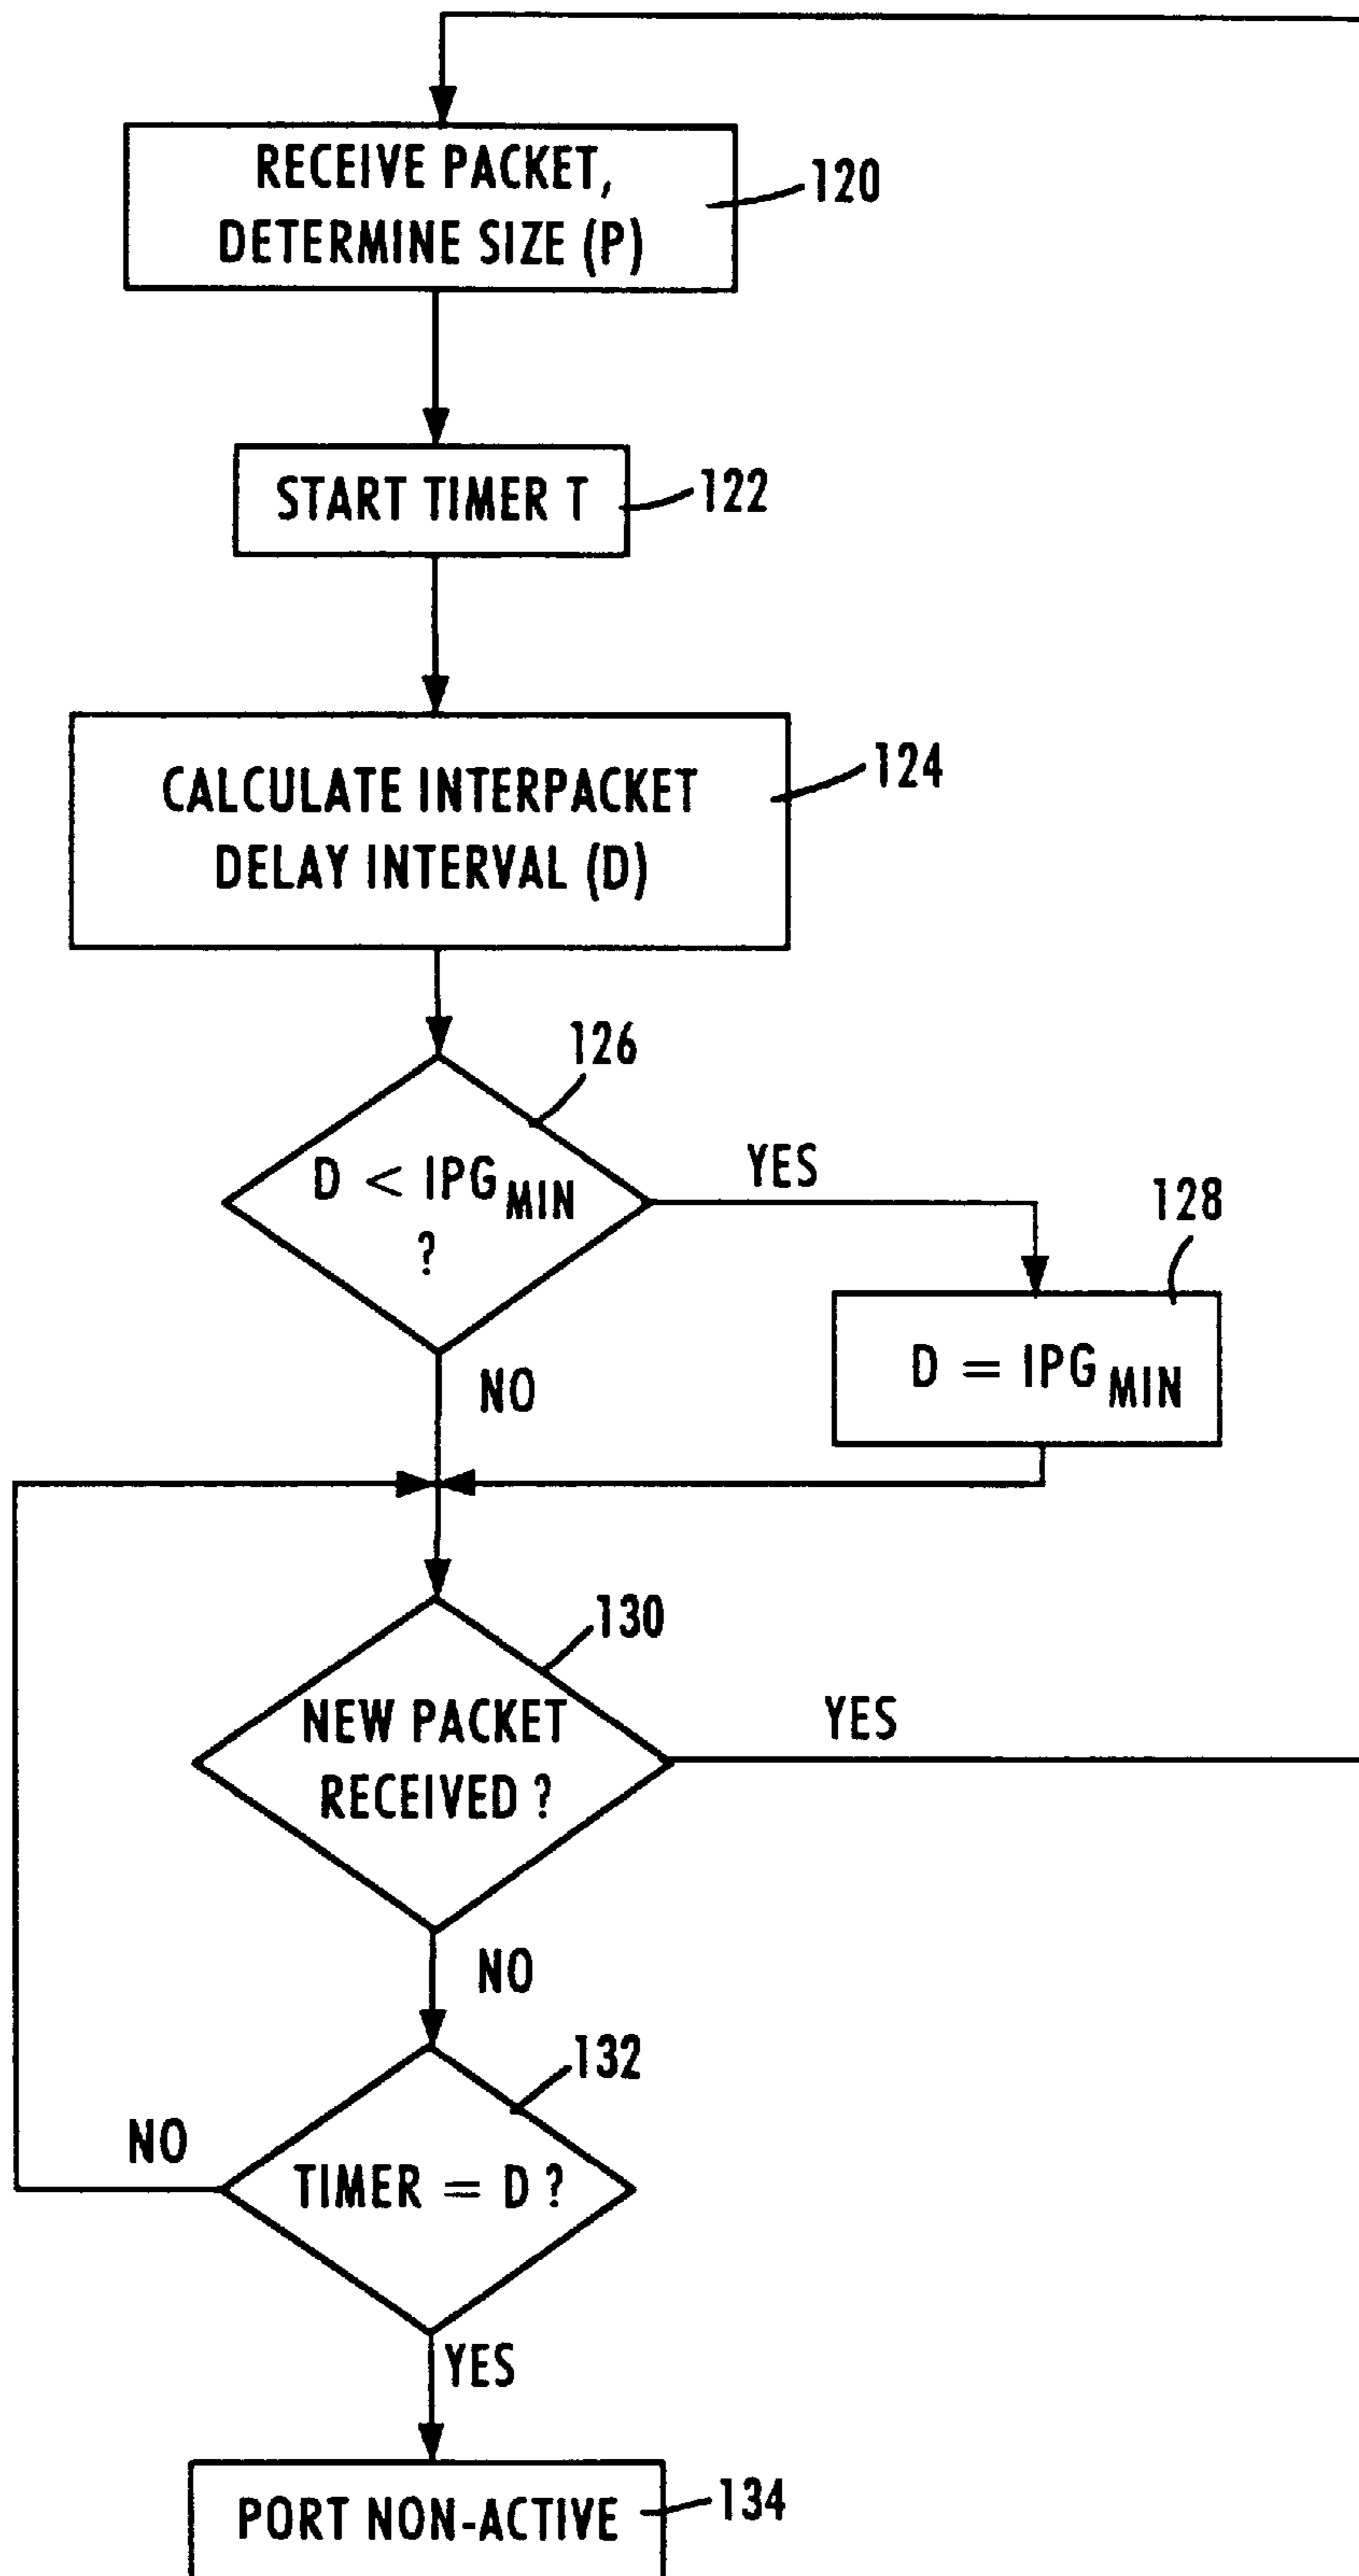 RECEIVE PACKET,
DETERMINE SIZE (P)
120
START TIMER T
122
CALCULATE INTERPACKET
DELAY INTERVAL (D)
124
126
D < IPG MIN
?
YES
128
D = IPG MIN
NO
130
NEW PACKET
RECEIVED ?
YES
NO
132
TIMER = D ?
NO
YES
PORT NON-ACTIVE
134